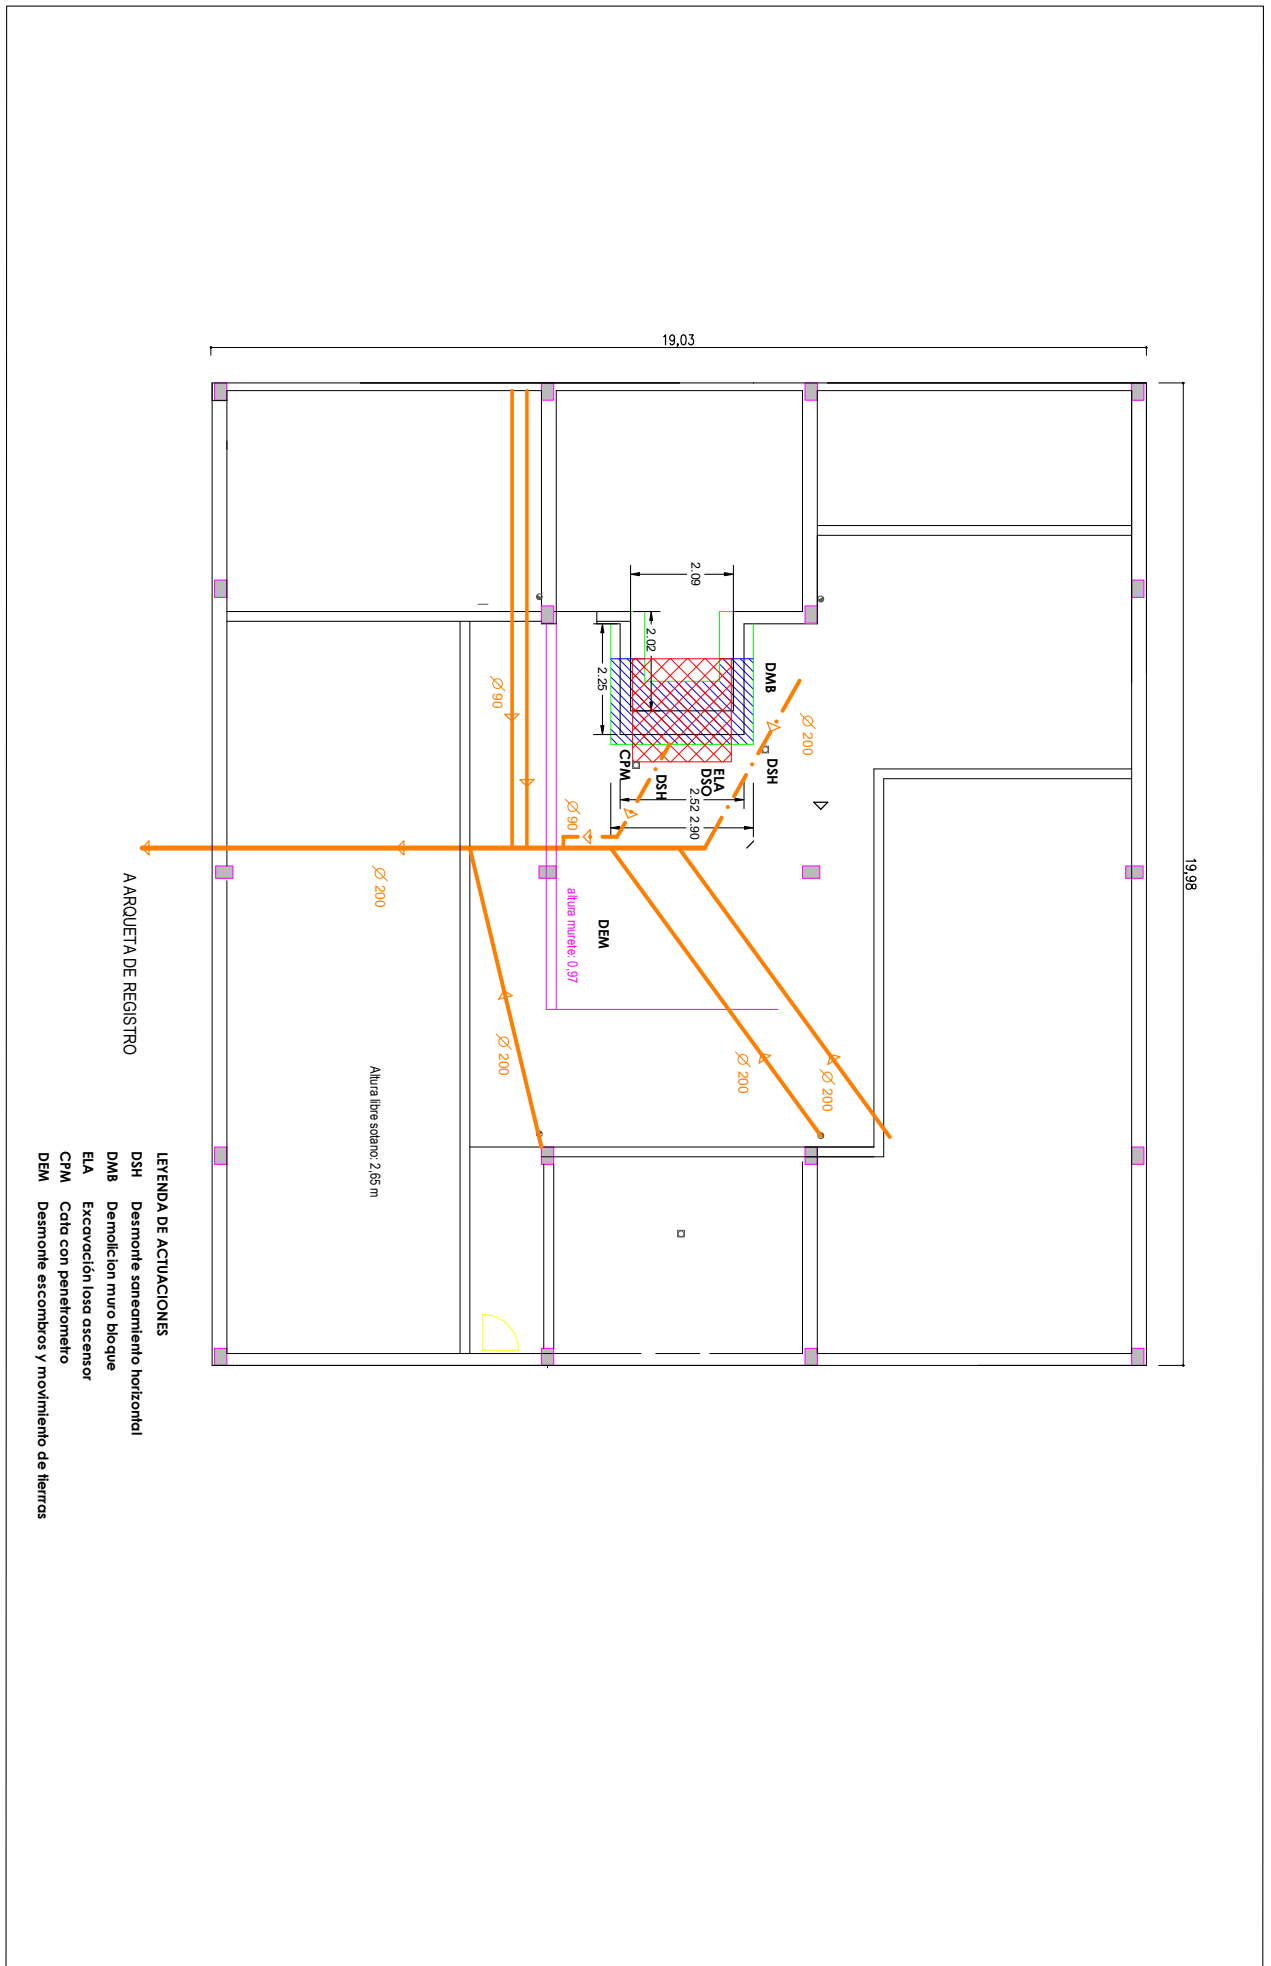 19,03
19,98
2.09
2.02
2.25
DMB
Ø 200
Ø 90
DSH
ELA
DSO
CPM
DSH
2.52 2.90
Ø 90
Ø 200
A ARQUETA DE REGISTRO
altura murete: 0,97
DEM
Ø 200
Ø 200
Ø 200
Altura libre sotano: 2,65 m
LEYENDA DE ACTUACIONES
DSH Desmonte saneamiento horizontal
DMB Demolicion muro bloque
ELA Excavación losa ascensor
CPM Cata con penetrometro
DEM Desmonte escombros y movimiento de tierrras